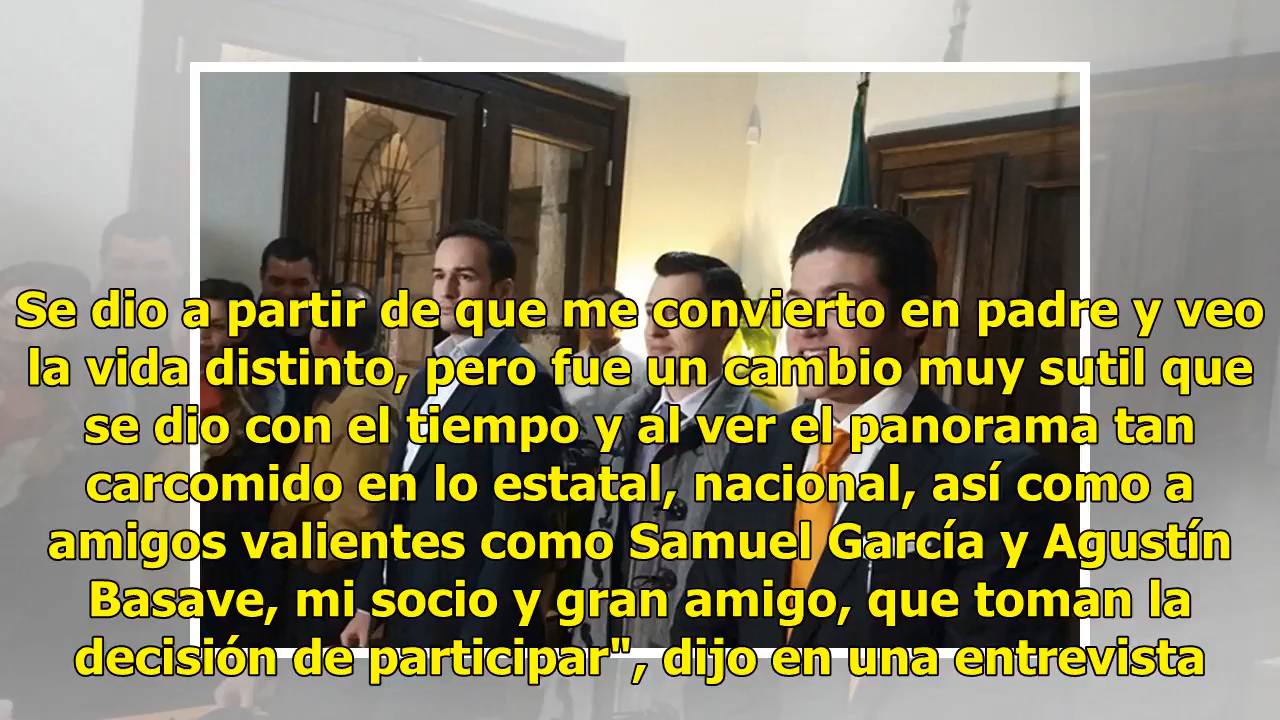 Se dio a partir de que me convierto en padre y veo
la vida distinto, pero fue un cambio muy sutil que
se dio con el tiempo y al ver el panorama tan
carcomido en lo estatal, nacional, así como a
amigos valientes como Samuel García y Agustín
Basave, mi socio y gran amigo, que toman la
decisión de participar", dijo en una entrevista